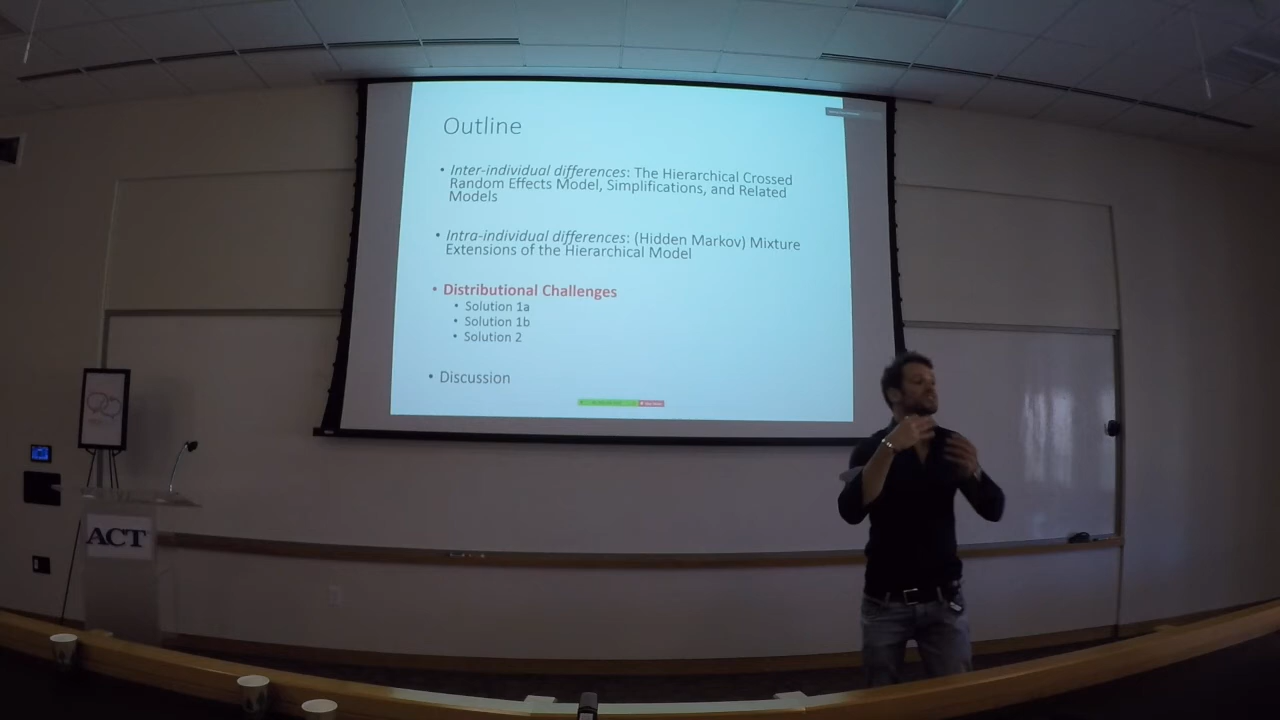 Outline
• Inter-individual differences: The Hierarchical Crossed
Random Effects Model, Simplifications, and Related
Models
• Intra-individual differences: (Hidden Markov) Mixture
Extensions of the Hierarchical Model
• Distributional Challenges
• Solution 1a
• Solution 1b
• Solution 2
• Discussion
ACT